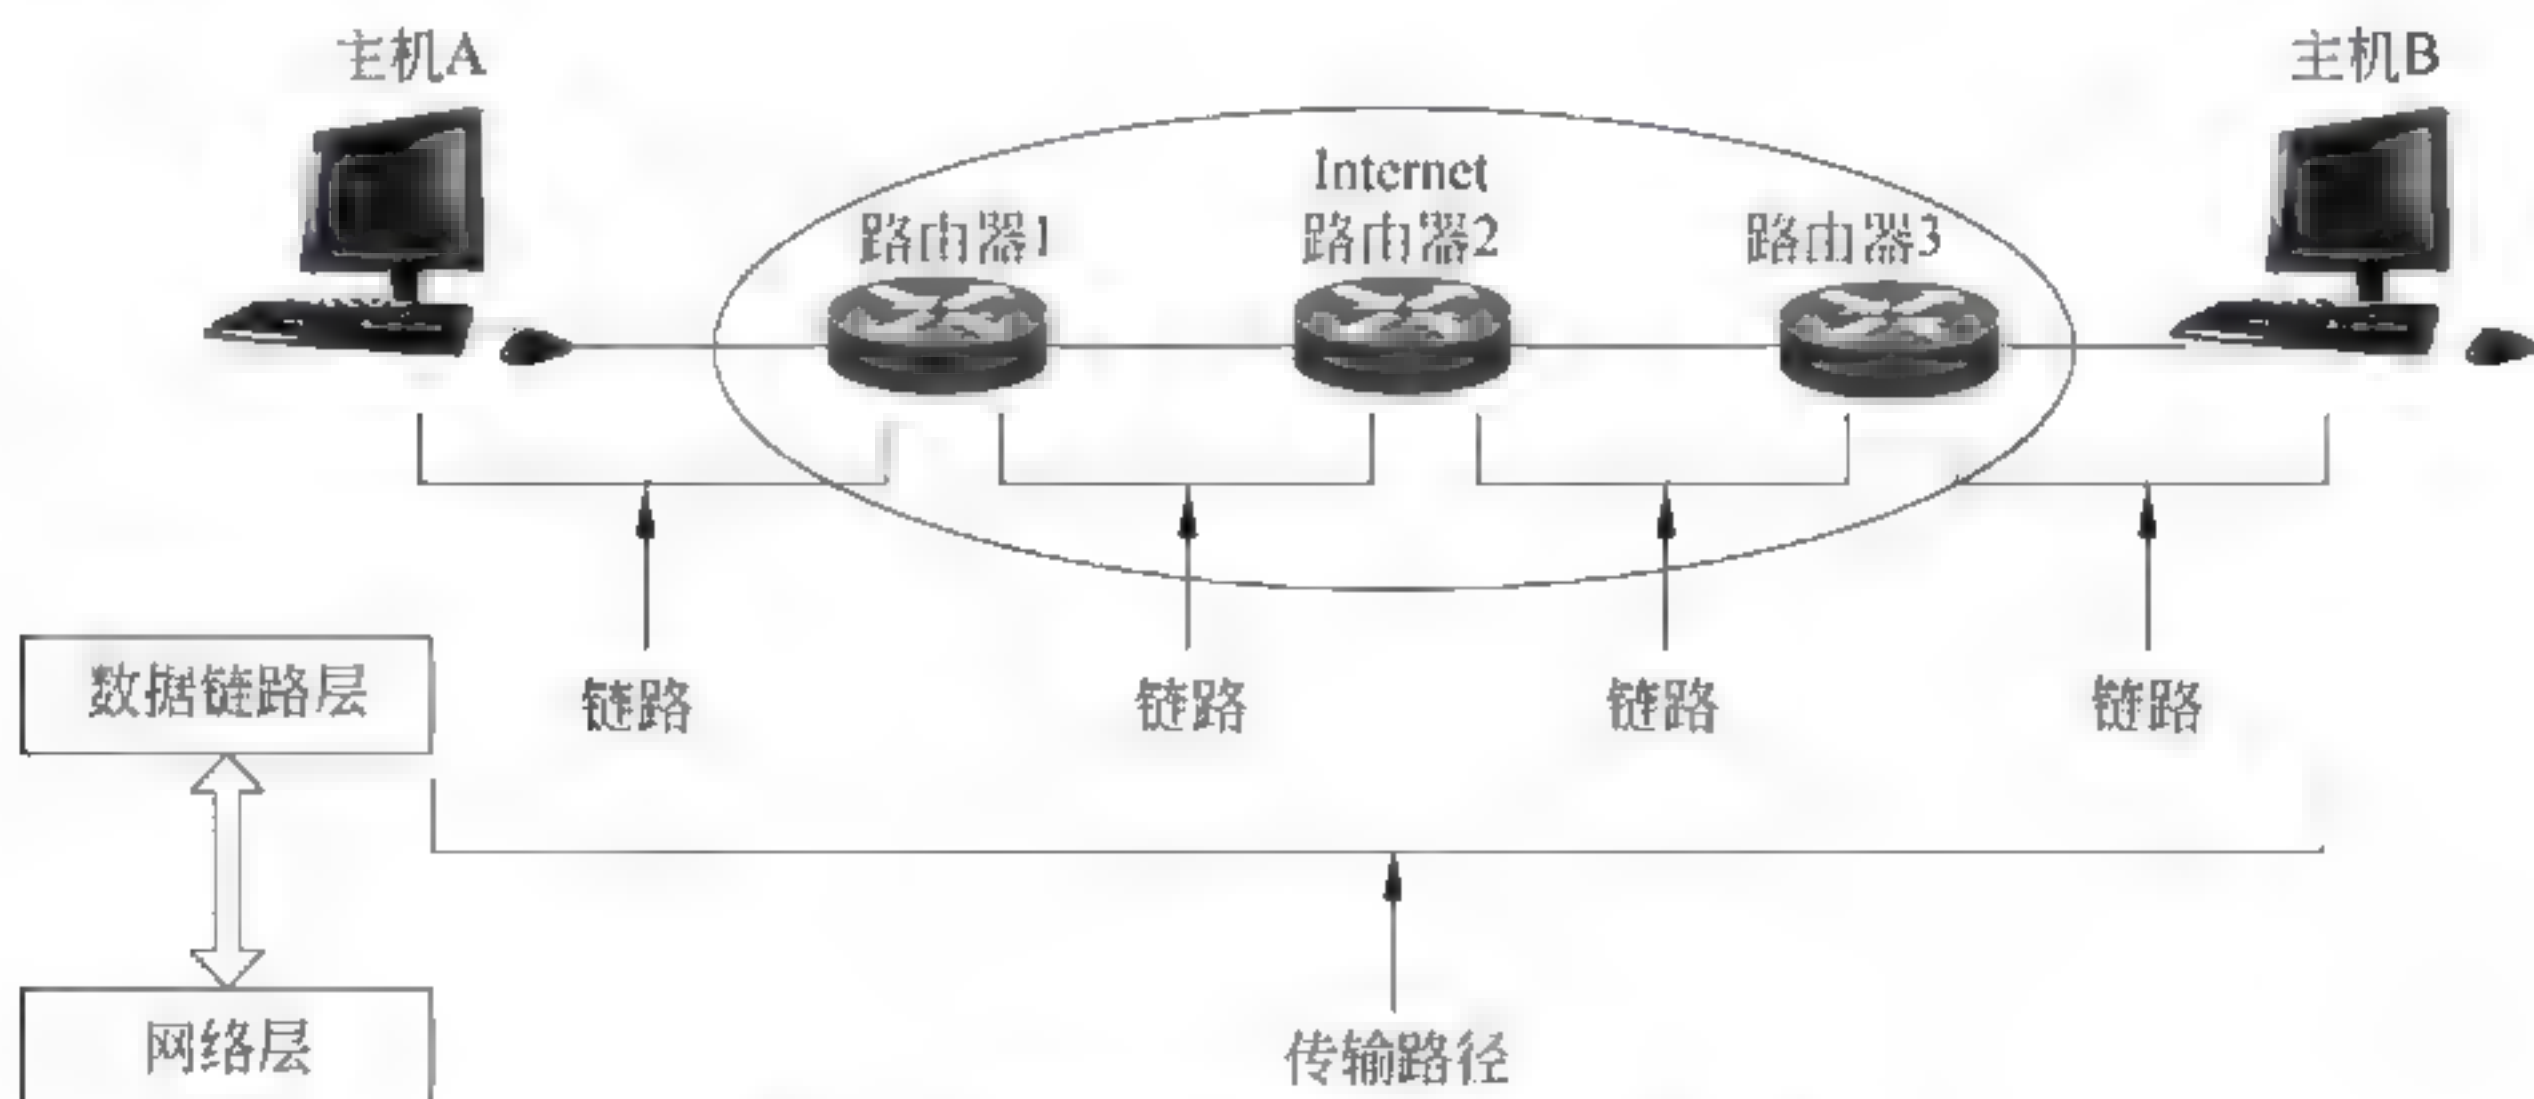 主机A
主机B
Internet
路由器1
路由器2
路由器3
数据链路层
链路
链路
链路
链路
网络层
传输路径